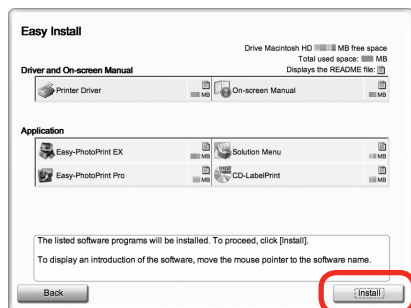 Easy Install
Drive Macintosh HD MB free space
Total used space: MB
Driver and On-screen Manual Displays the README file:
Printer Driver MB On-screen Manual MB
Application
Easy-PhotoPrint EX MB Solution Menu MB
Easy-PhotoPrint Pro MB CD-LabelPrint MB
The listed software programs will be installed. To proceed, click [Install].
To display an introduction of the software, move the mouse pointer to the software name.
Back Install